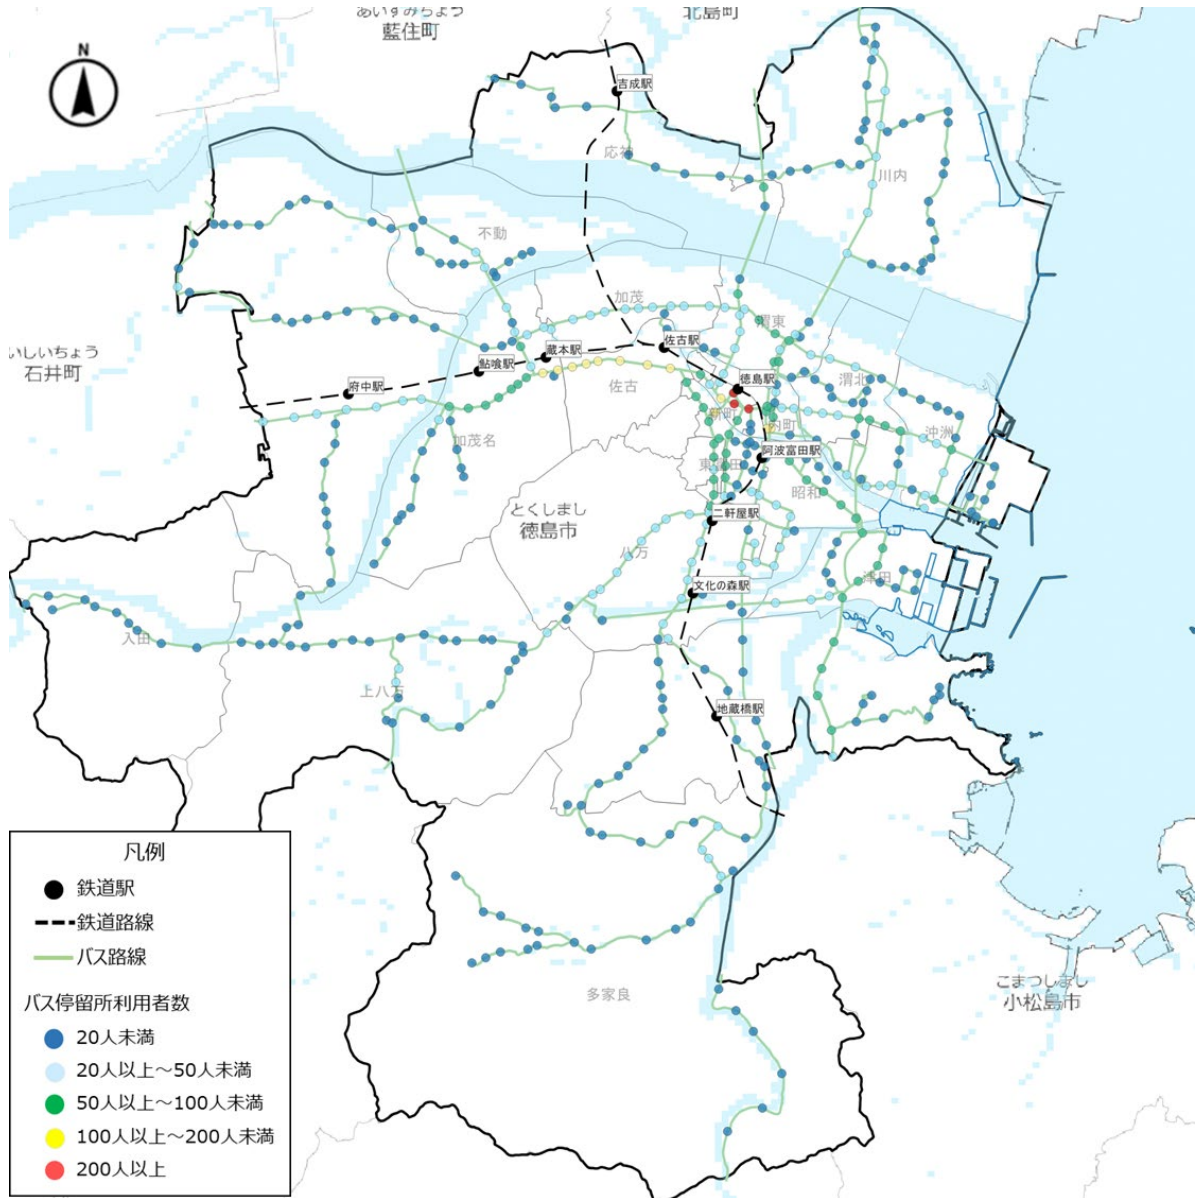 あいずみちょう
藍住町
北島町
N
吉成駅
応神
川内
不動
加茂
渭東
いしいちょう
石井町
佐古駅
蔵本駅
鮎喰駅
府中駅
徳島駅
佐古
渭北
新町
内町
沖洲
加茂名
阿波富田駅
東富田
昭和
とくしまし
徳島市
二軒屋駅
八万
文化の森駅
津田
入田
上八万
地蔵橋駅
多家良
こまつしまし
小松島市
凡例
鉄道駅
鉄道路線
バス路線
バス停留所利用者数
20人未満
20人以上～50人未満
50人以上～100人未満
100人以上～200人未満
200人以上